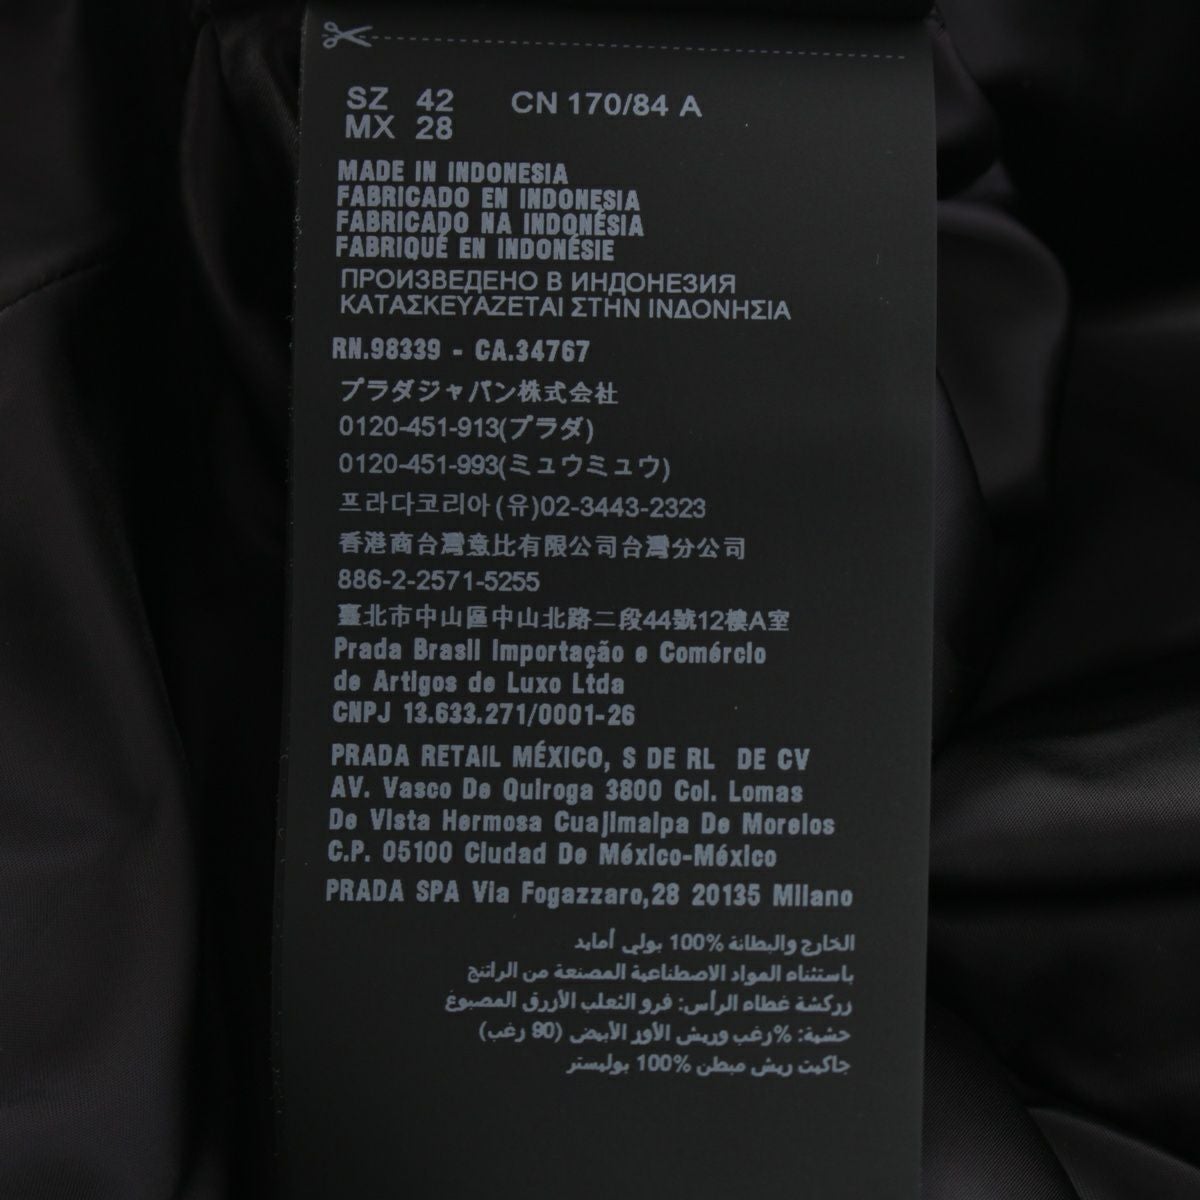 SZ 42 CN 170/84 A
MX 28
MADE IN INDONESIA
FABRICADO EN INDONESIA
FABRICADO NA INDONÉSIA
FABRIQUÉ EN INDONÉSIE
ПРОИЗВЕДЕНО В ИНДОНЕЗИЯ
ΚΑΤΑΣΚΕΥΑΖΕΤΑΙ ΣΤΗΝ ΙΝΔΟΝΗΣΙΑ
RN.98339 - CA.34767
プラダジャパン株式会社
0120-451-913(プラダ)
0120-451-993(ミュウミュウ)
프라다코리아(유)02-3443-2323
香港商台灣意比有限公司台灣分公司
886-2-2571-5255
臺北市中山區中山北路二段44號12樓A室
Prada Brasil Importação e Comércio
de Artigos de Luxo Ltda
CNPJ 13.633.271/0001-26
PRADA RETAIL MÉXICO, S DE RL DE CV
AV. Vasco De Quiroga 3800 Col. Lomas
De Vista Hermosa Cuajimalpa De Morelos
C.P. 05100 Ciudad De México-México
PRADA SPA Via Fogazzaro,28 20135 Milano
الخارج والبطانة %100 بولي أمايد
باستثناء المواد الاصطناعية المصنعة من الراتنج
زركشة غطاء الرأس: فرو الثعلب الأزرق المصبوغ
حشية: %رغب وريش الأوز الأبيض (90 رغب)
جاكيت ريش مبطن %100 بوليستر